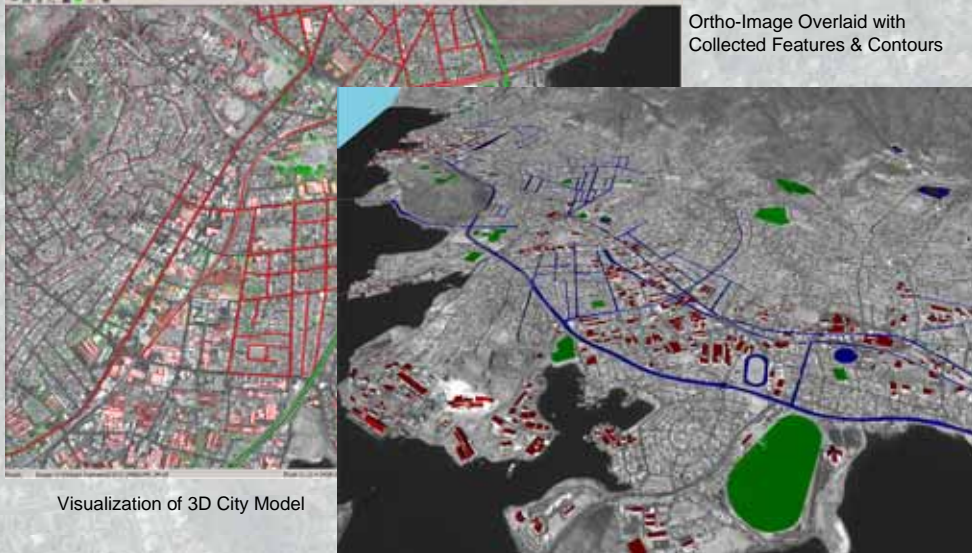 Ortho-Image Overlaid with
Collected Features & Contours
Visualization of 3D City Model